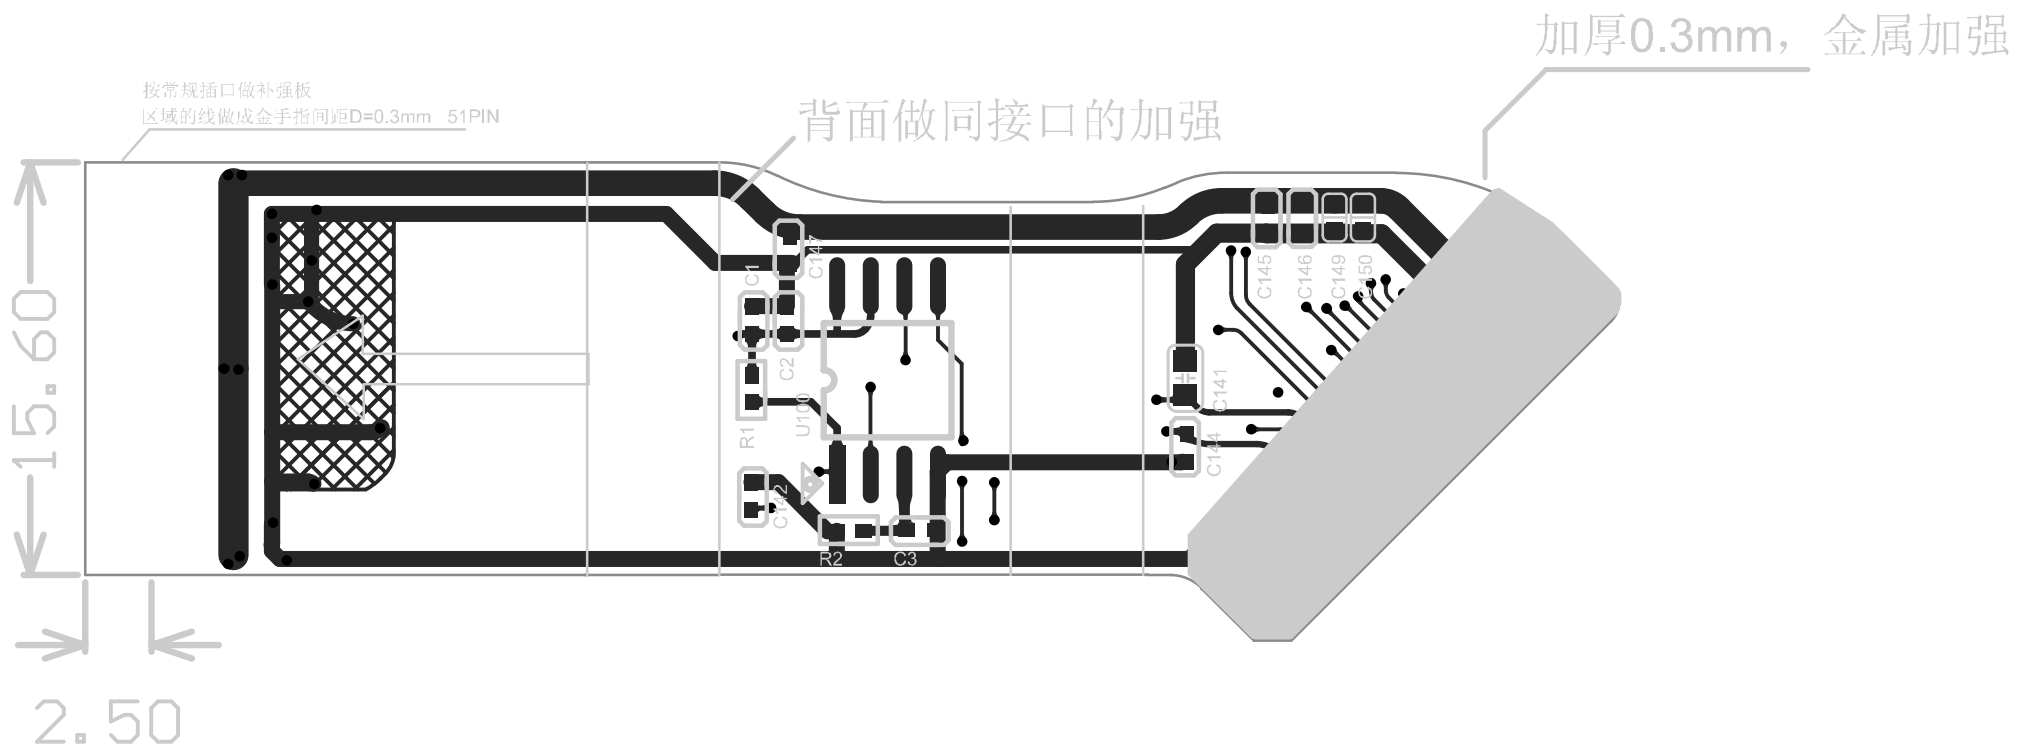 加厚0.3mm，金属加强
按常规插口做补强板
区域的线做成金手指间距D=0.3mm 51PIN
背面做同接口的加强
15.60
2.50
C147
C1
C2
R1
U100
C142
R2
C3
C145
C146
C149
C150
C141
C144